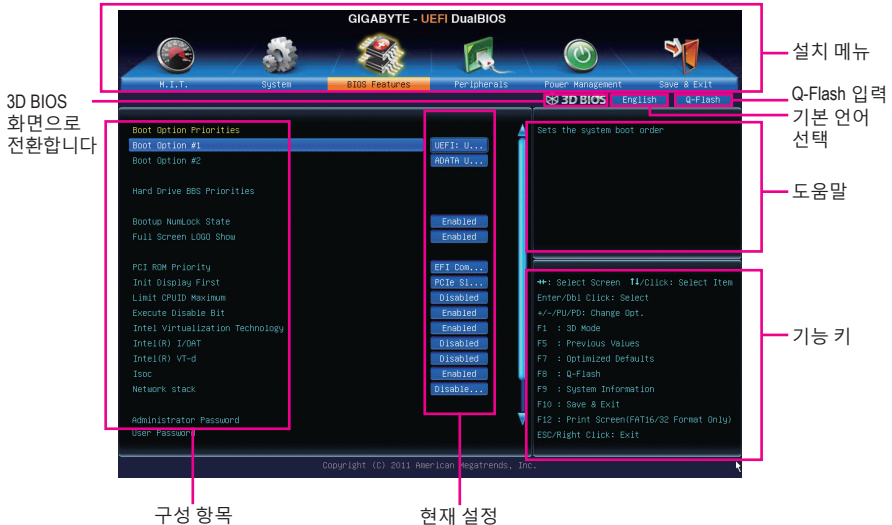 GIGABYTE - UEFI DualBIOS
M.I.T.
System
BIOS Features
Peripherals
Power Management
Save & Exit
설치 메뉴
3D BIOS
English
Q-Flash
Q-Flash 입력
기본 언어
선택
3D BIOS
화면으로
전환합니다
Boot Option Priorities
Boot Option #1 UEFI: U...
Boot Option #2 ADATA U...
Hard Drive BBS Priorities
Bootup NumLock State Enabled
Full Screen LOGO Show Enabled
PCI ROM Priority EFI Com...
Init Display First PCIe Sl...
Limit CPUID Maximum Disabled
Execute Disable Bit Enabled
Intel Virtualization Technology Enabled
Intel(R) I/OAT Disabled
Intel(R) VT-d Disabled
Isoc Enabled
Network stack Disable...
Administrator Password
User Password
Sets the system boot order
도움말
→←: Select Screen ↑↓/Click: Select Item
Enter/Dbl Click: Select
+/-/PU/PD: Change Opt.
F1 : 3D Mode
F5 : Previous Values
F7 : Optimized Defaults
F8 : Q-Flash
F9 : System Information
F10 : Save & Exit
F12 : Print Screen(FAT16/32 Format Only)
ESC/Right Click: Exit
기능 키
Copyright (C) 2011 American Megatrends, Inc.
구성 항목
현재 설정